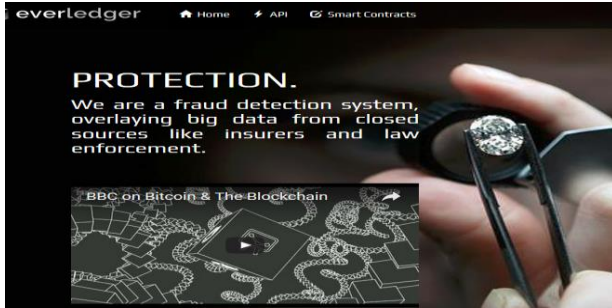 everledger
Home
API
Smart Contracts
PROTECTION.
We are a fraud detection system,
overlaying big data from closed
sources like insurers and law
enforcement.
BBC on Bitcoin & The Blockchain